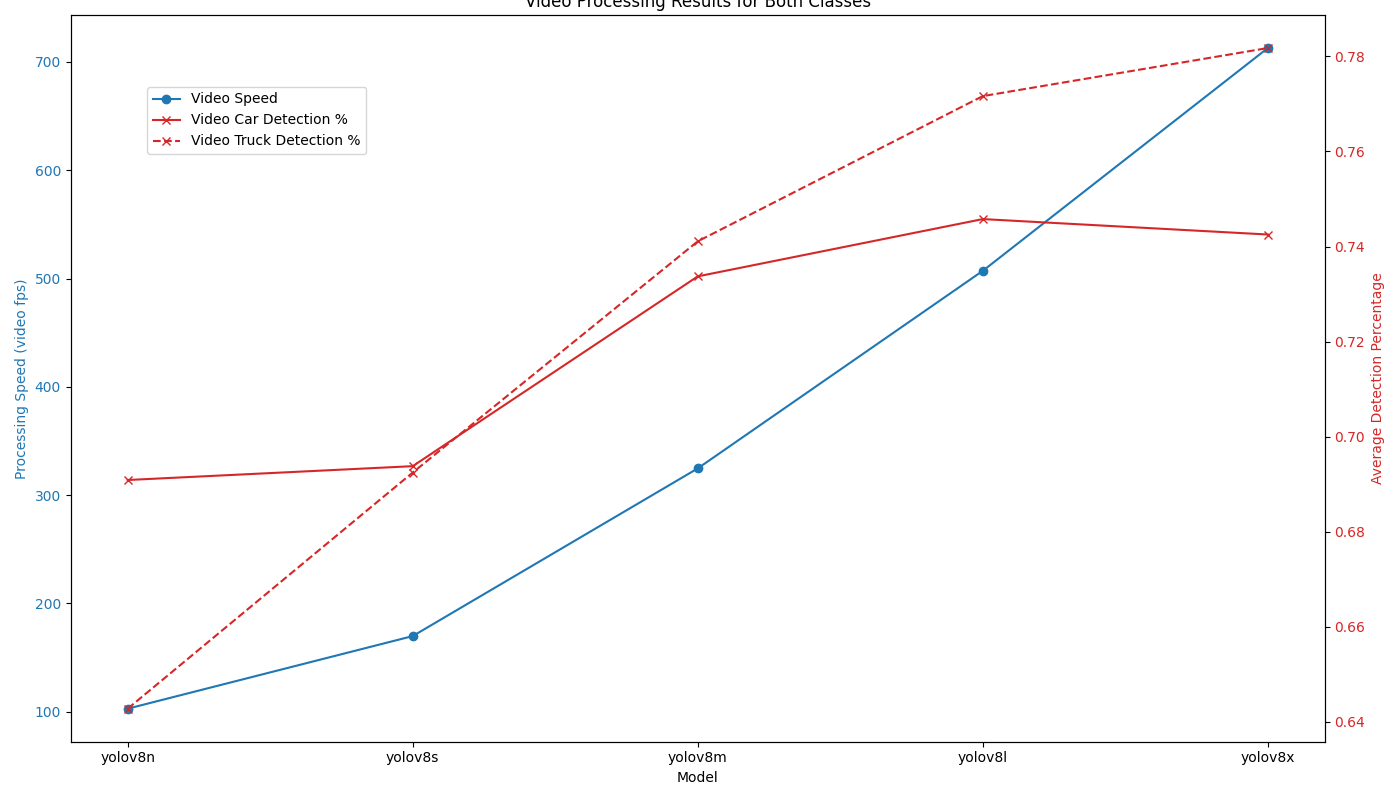 Video Processing Results for Both Classes
Video Speed
Video Car Detection %
Video Truck Detection %
Processing Speed (video fps)
700
600
500
400
300
200
100
Average Detection Percentage
0.78
0.76
0.74
0.72
0.70
0.68
0.66
0.64
yolov8n yolov8s yolov8m yolov8l yolov8x
Model